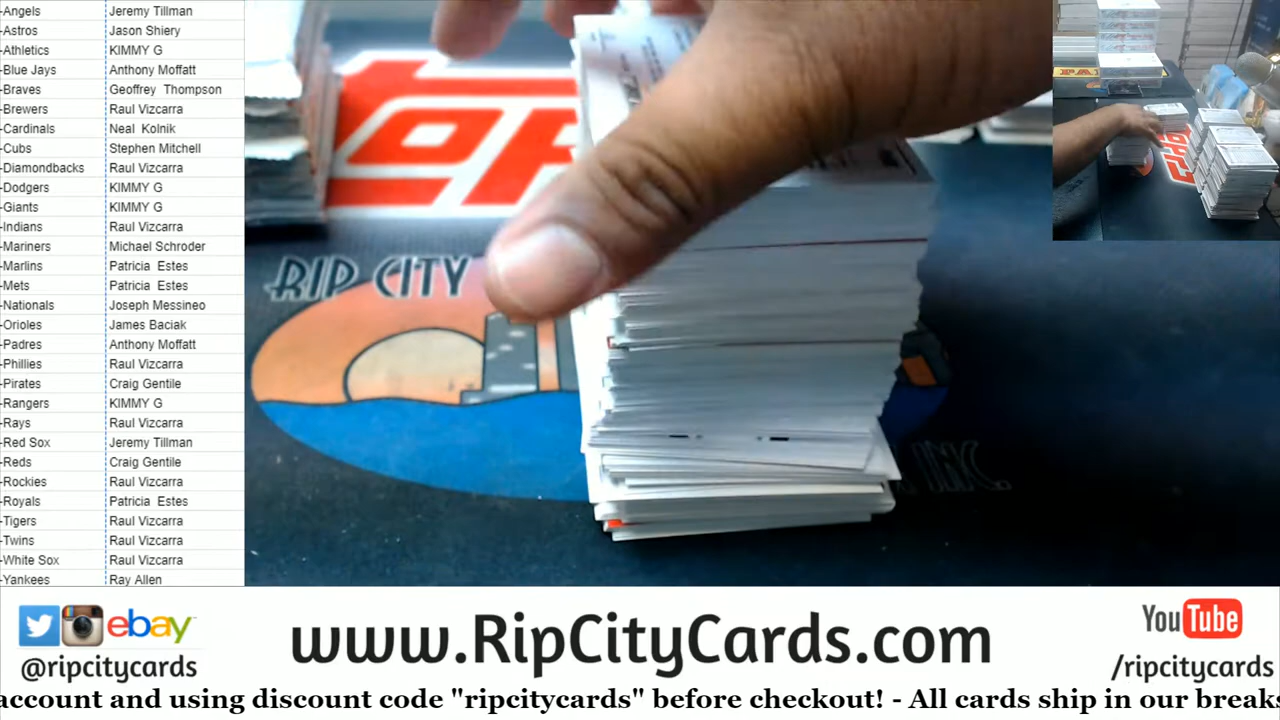 -Angels Jeremy Tillman
-Astros Jason Shiery
-Athletics KIMMY G
-Blue Jays Anthony Moffatt
-Braves Geoffrey Thompson
-Brewers Raul Vizcarra
-Cardinals Neal Kolnik
-Cubs Stephen Mitchell
-Diamondbacks Raul Vizcarra
-Dodgers KIMMY G
-Giants KIMMY G
-Indians Raul Vizcarra
-Mariners Michael Schroder
-Marlins Patricia Estes
-Mets Patricia Estes
-Nationals Joseph Messineo
-Orioles James Baciak
-Padres Anthony Moffatt
-Phillies Raul Vizcarra
-Pirates Craig Gentile
-Rangers KIMMY G
-Rays Raul Vizcarra
-Red Sox Jeremy Tillman
-Reds Craig Gentile
-Rockies Raul Vizcarra
-Royals Patricia Estes
-Tigers Raul Vizcarra
-Twins Raul Vizcarra
-White Sox Raul Vizcarra
-Yankees Ray Allen
RIP CITY
INC.
ebay
@ripcitycards
www.RipCityCards.com
YouTube
/ripcitycards
account and using discount code "ripcitycards" before checkout! - All cards ship in our breaks